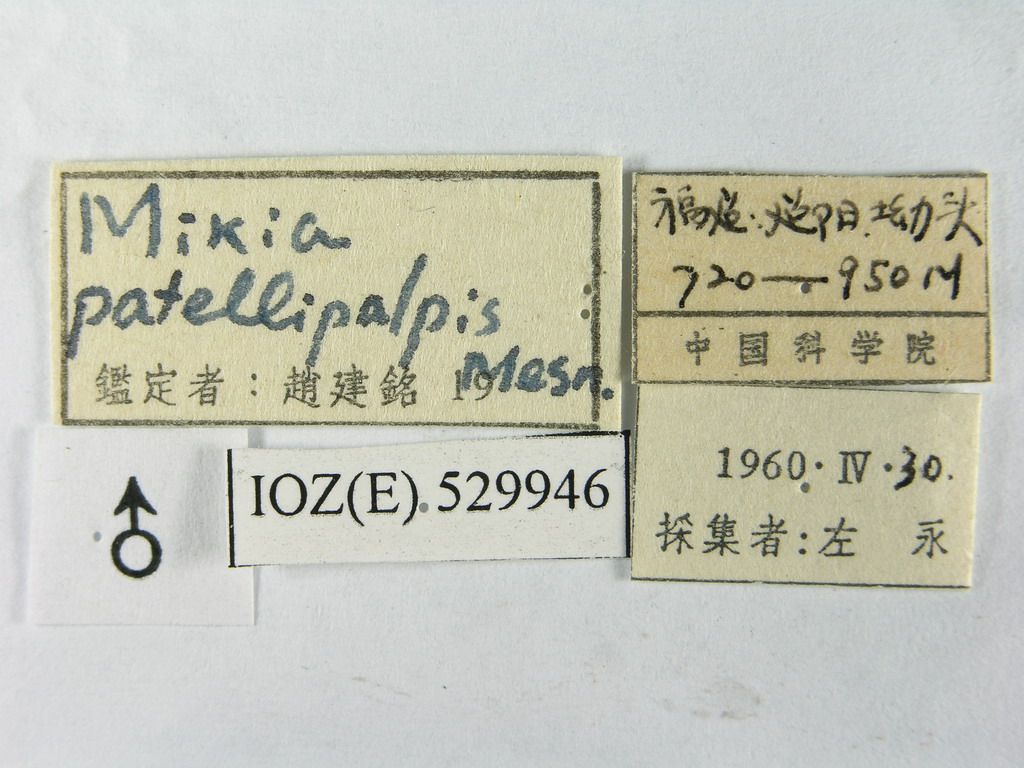 Mikia
patellipalpis
Mesn.
鑑定者：趙建銘 19
♂
IOZ(E) 529946
福建.建阳.坳头
720—950M
中国科学院
1960·IV·30.
採集者:左 永